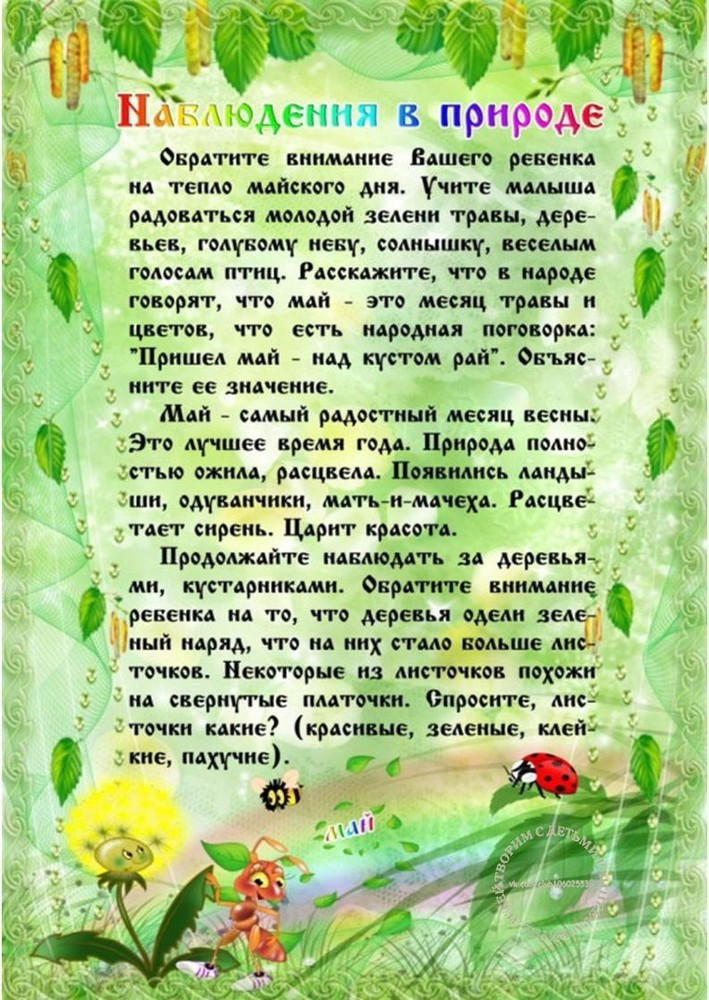 Наблюдения в природе
Обратите внимание Вашего ребенка
на тепло майского дня. Учите малыша
радоваться молодой зелени травы, дере-
вьев, голубому небу, солнышку, веселым
голосам птиц. Расскажите, что в народе
говорят, что май - это месяц травы и
цветов, что есть народная поговорка:
"Пришел май - над кустом рай". Объяс-
ните ее значение.
Май - самый радостный месяц весны.
Это лучшее время года. Природа полно-
стью ожила, расцвела. Появились ланды-
ши, одуванчики, мать-и-мачеха. Расцве-
тает сирень. Царит красота.
Продолжайте наблюдать за деревья-
ми, кустарниками. Обратите внимание
ребенка на то, что деревья одели зеле-
ный наряд, что на них стало больше лис-
точков. Некоторые из листочков похожи
на свернутые платочки. Спросите, лис-
точки какие? (красивые, зеленые, клей-
кие, пахучие).
май
ТВОРИМ С ДЕТЬМИ